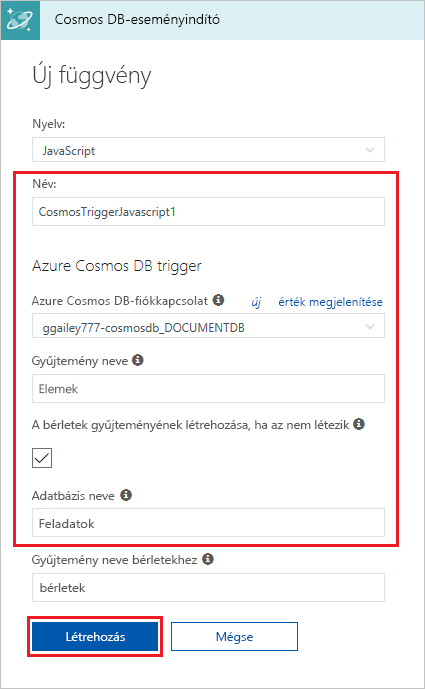 Cosmos DB-eseményindító
Új függvény
Nyelv:
JavaScript
Név:
CosmosTriggerJavascript1
Azure Cosmos DB trigger
Azure Cosmos DB-fiókkapcsolat új érték megjelenítése
ggailey777-cosmosdb_DOCUMENTDB
Gyűjtemény neve
Elemek
A bérletek gyűjteményének létrehozása, ha az nem létezik
Adatbázis neve
Feladatok
Gyűjtemény neve bérletekhez
bérletek
Létrehozás Mégse